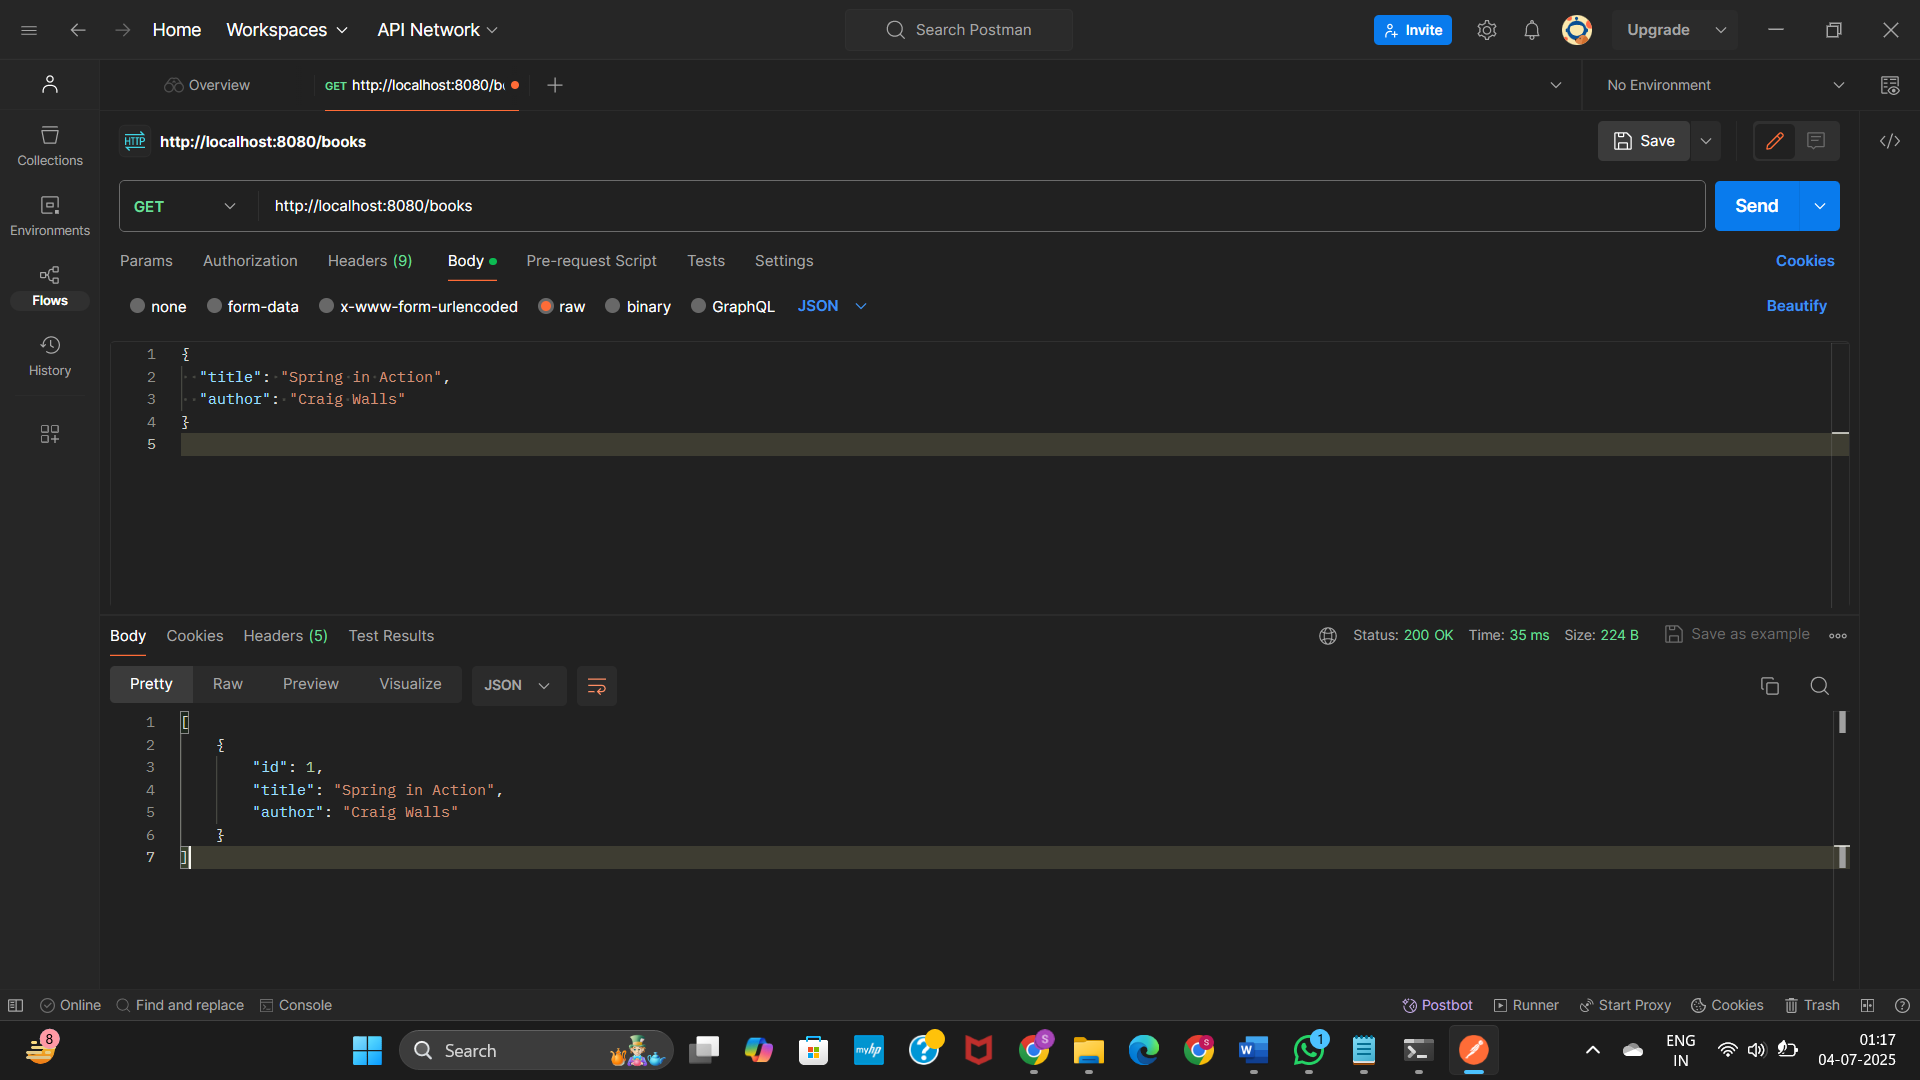 Home Workspaces API Network Search Postman Invite Upgrade
Overview GET http://localhost:8080/b No Environment
HTTP http://localhost:8080/books Save
Collections
Environments
Flows
History
GET http://localhost:8080/books Send
Params Authorization Headers (9) Body Pre-request Script Tests Settings Cookies
none form-data x-www-form-urlencoded raw binary GraphQL JSON Beautify
1 {
2 "title": "Spring in Action",
3 "author": "Craig Walls"
4 }
5
Body Cookies Headers (5) Test Results Status: 200 OK Time: 35 ms Size: 224 B Save as example
Pretty Raw Preview Visualize JSON
1 [
2 {
3 "id": 1,
4 "title": "Spring in Action",
5 "author": "Craig Walls"
6 }
7 ]
Online Find and replace Console Postbot Runner Start Proxy Cookies Trash
8 Search myhp S S W 1 ENG 01:17
IN 04-07-2025